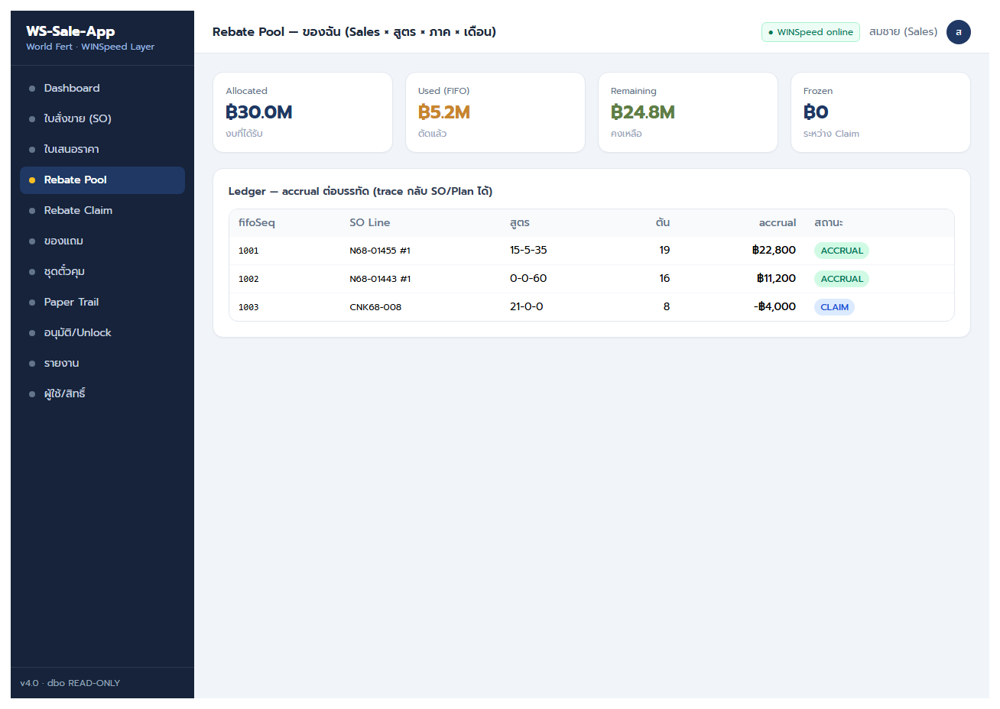 WS-Sale-App
World Fert · WINSpeed Layer
Dashboard
ใบสั่งขาย (SO)
ใบเสนอราคา
Rebate Pool
Rebate Claim
ของแถม
ชุดตั๋วคุม
Paper Trail
อนุมัติ/Unlock
รายงาน
ผู้ใช้/สิทธิ์
v4.0 · dbo READ-ONLY
Rebate Pool — ของฉัน (Sales × สูตร × ภาค × เดือน)
● WINSpeed online
สมชาย (Sales)
ส
Allocated
฿30.0M
งบที่ได้รับ
Used (FIFO)
฿5.2M
ตัดแล้ว
Remaining
฿24.8M
คงเหลือ
Frozen
฿0
ระหว่าง Claim
Ledger — accrual ต่อบรรทัด (trace กลับ SO/Plan ได้)
fifoSeq SO Line สูตร ตัน accrual สถานะ
1001 N68-01455 #1 15-5-35 19 ฿22,800 ACCRUAL
1002 N68-01443 #1 0-0-60 16 ฿11,200 ACCRUAL
1003 CNK68-008 21-0-0 8 -฿4,000 CLAIM